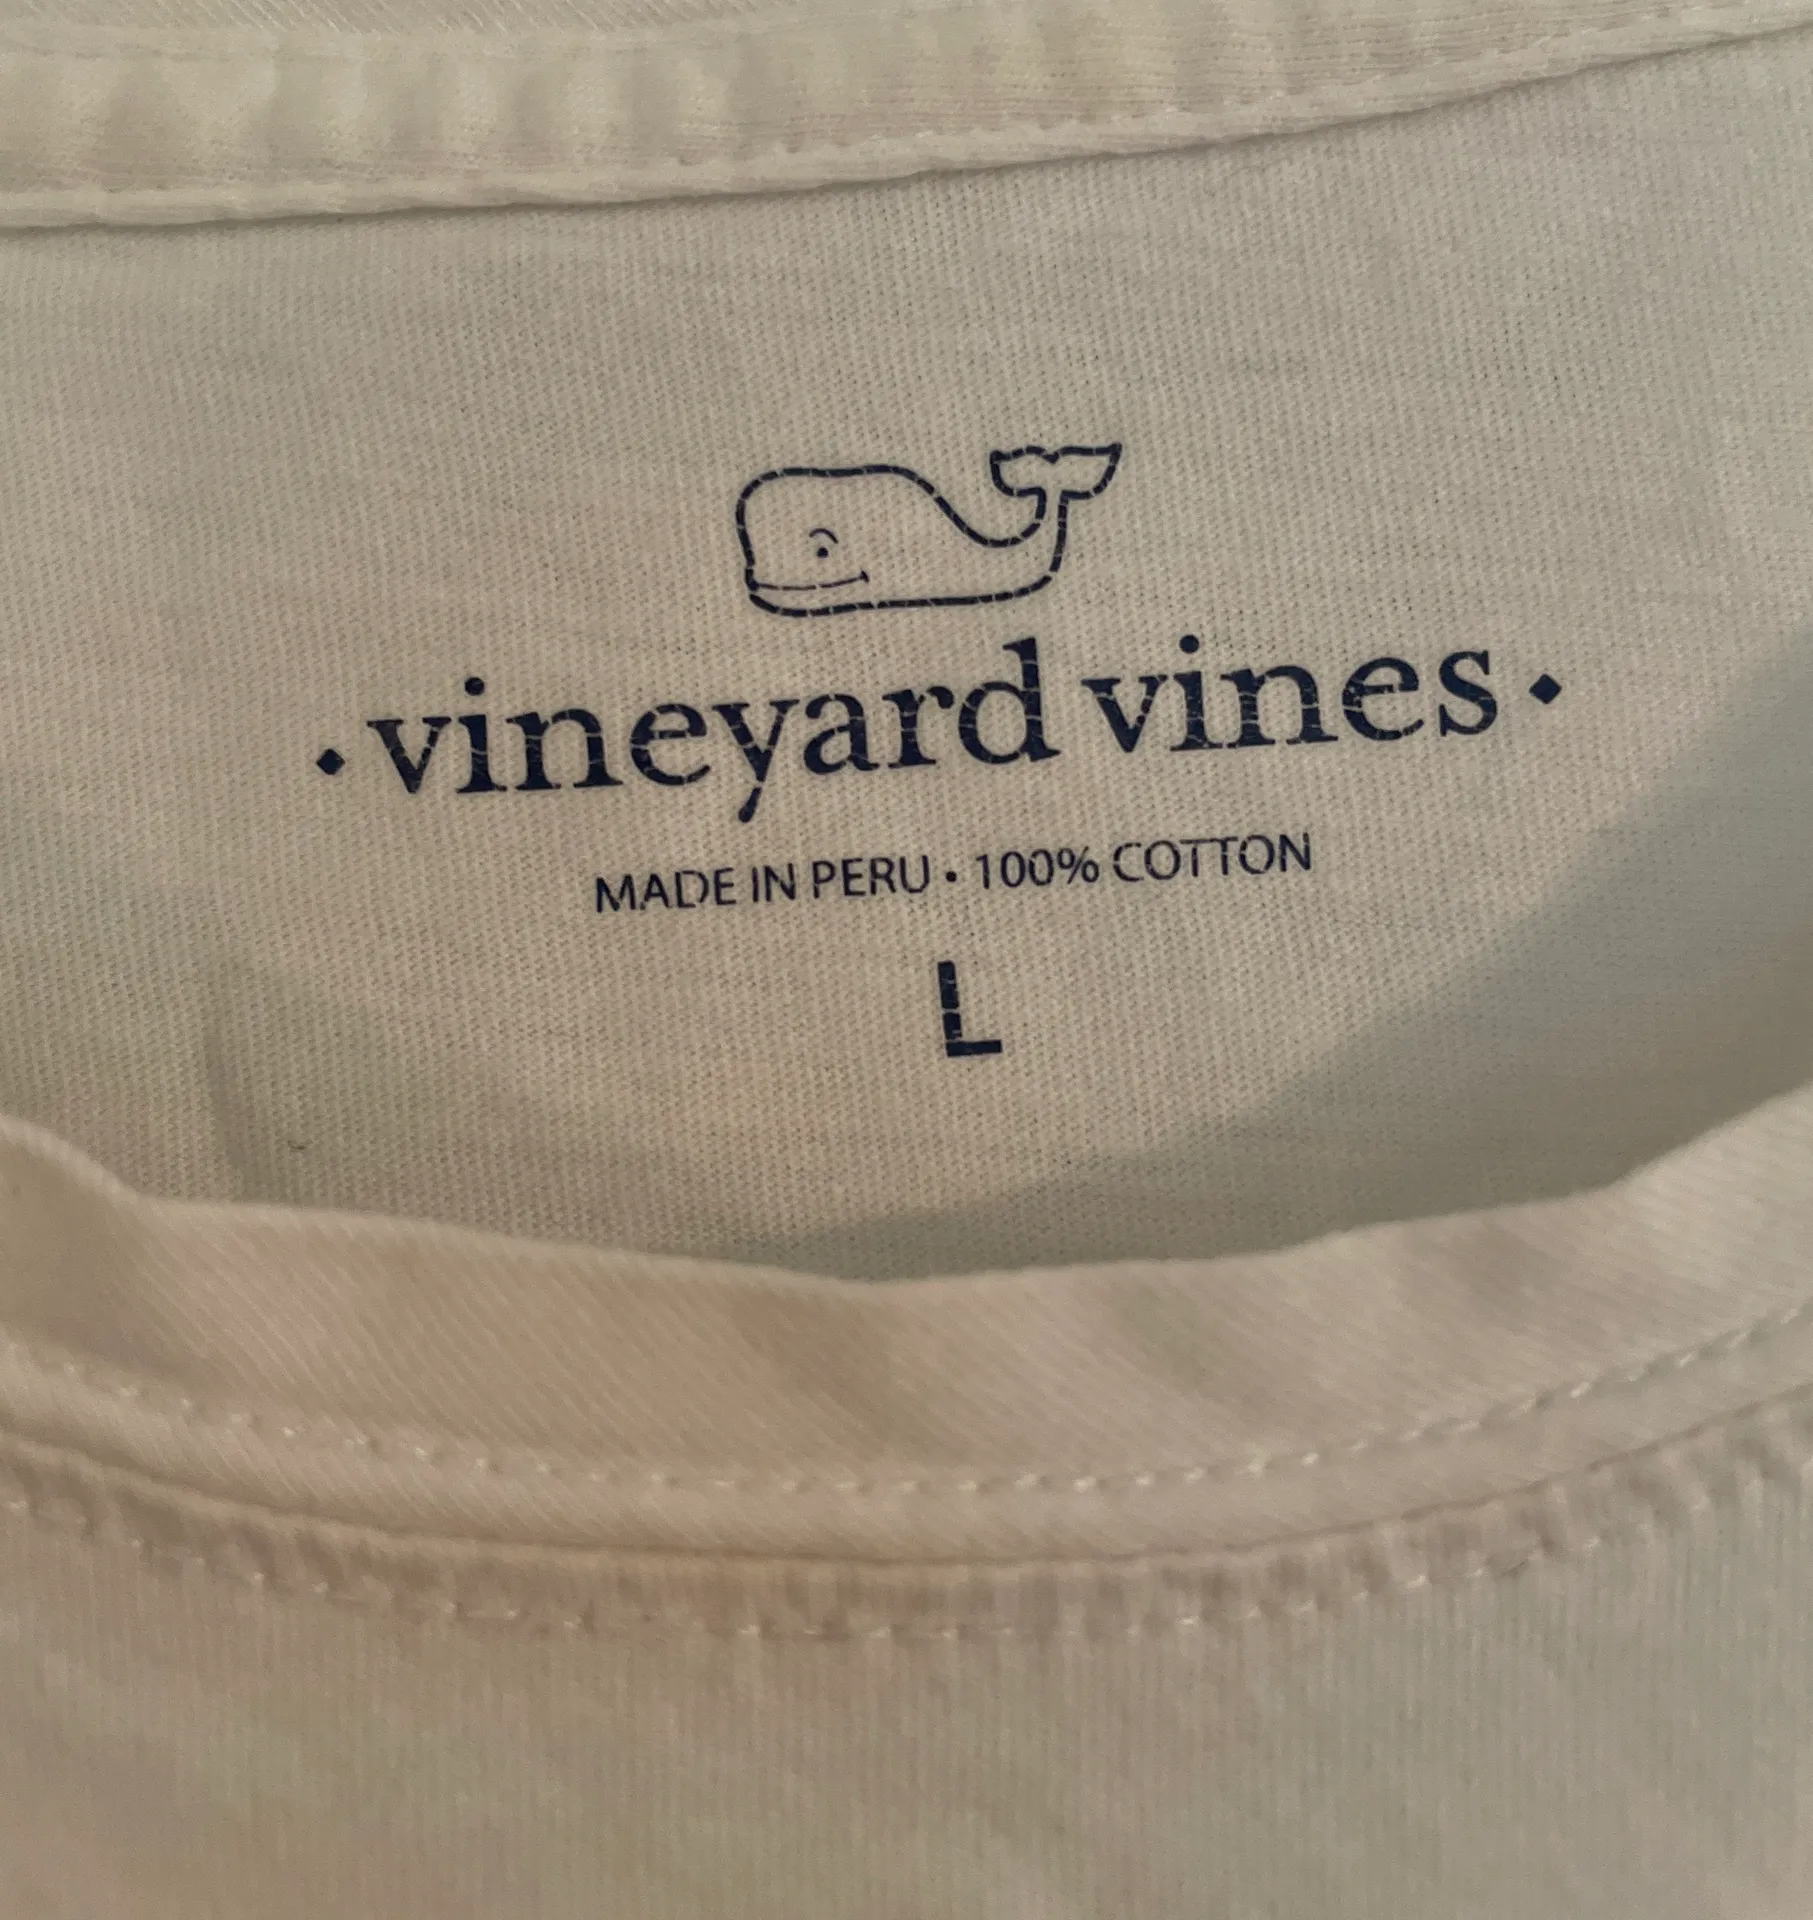 • vineyard vines •
MADE IN PERU • 100% COTTON
L